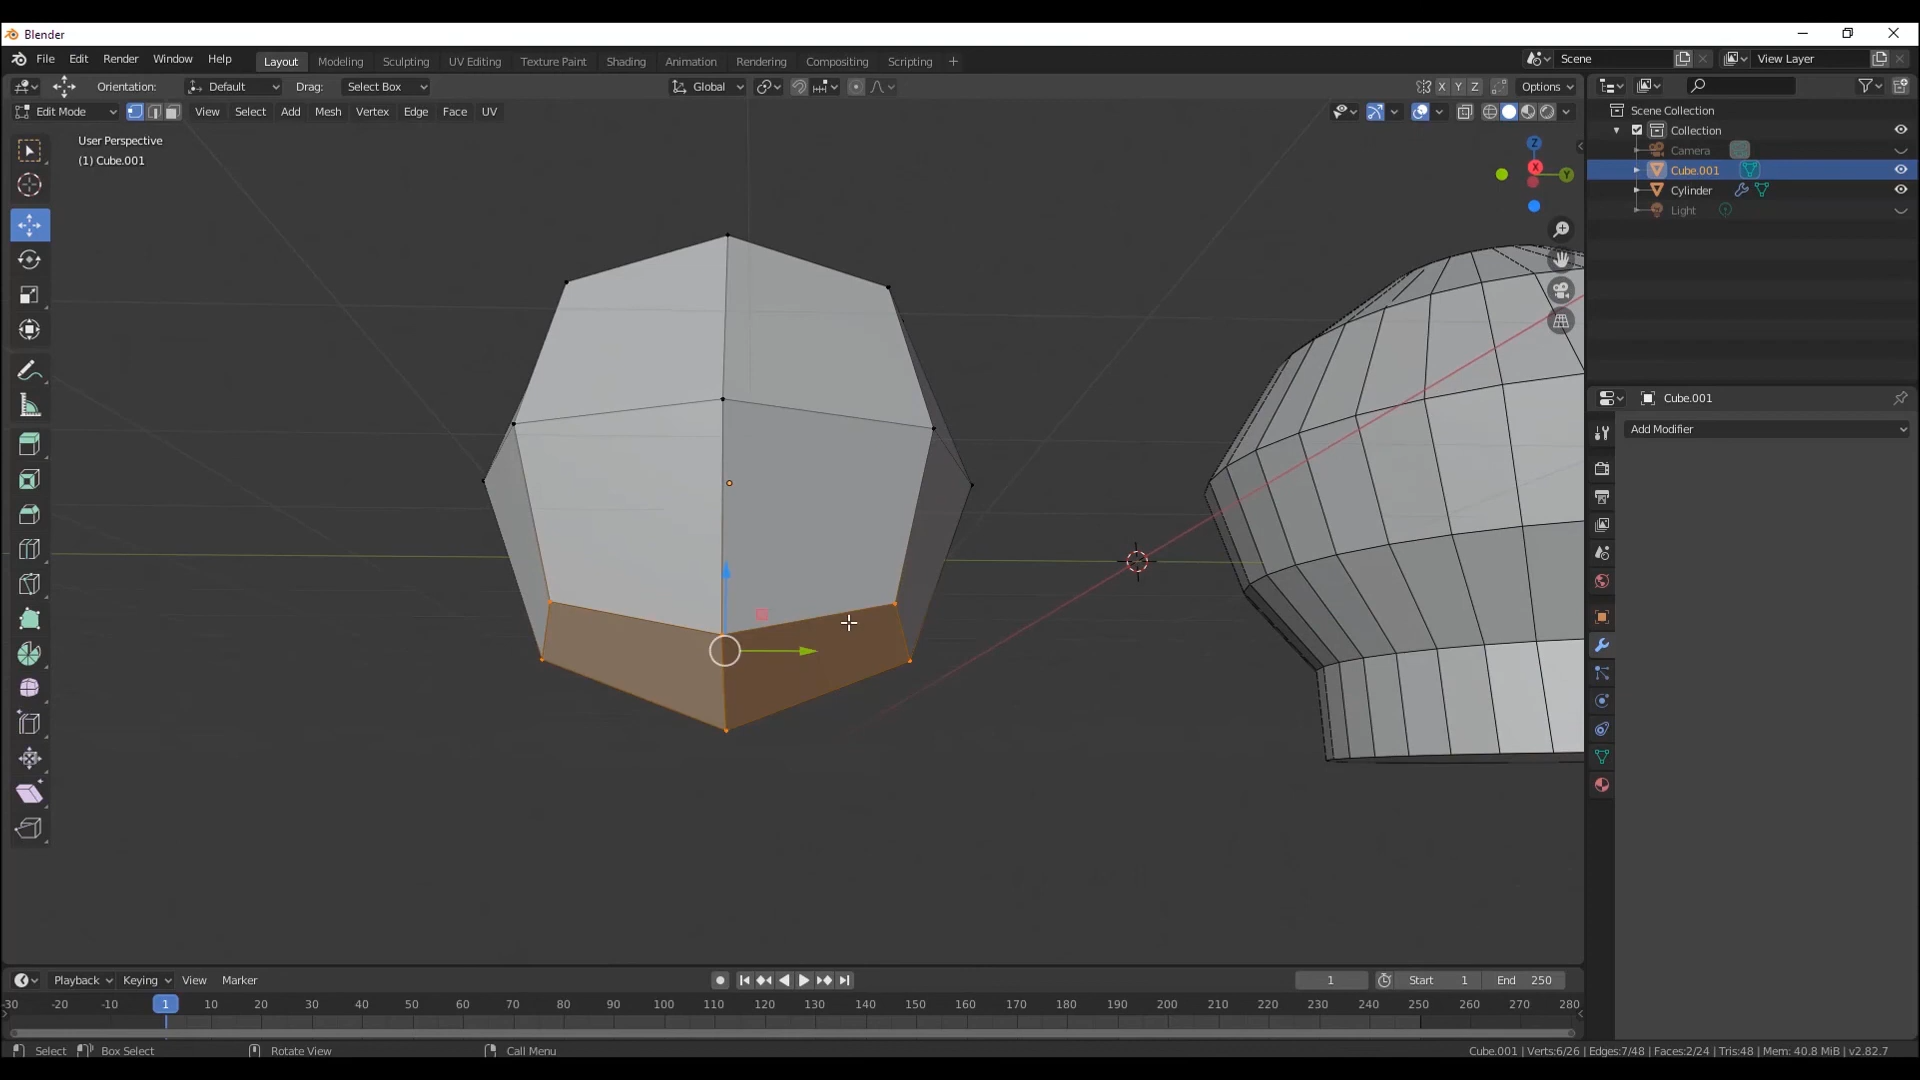 Blender
File Edit Render Window Help Layout Modeling Sculpting UV Editing Texture Paint Shading Animation Rendering Compositing Scripting + Scene View Layer
Orientation: Default Drag: Select Box Global X Y Z Options
Edit Mode View Select Add Mesh Vertex Edge Face UV
User Perspective
(1) Cube.001
Z
X
Y
Scene Collection
Collection
Camera
Cube.001
Cylinder
Light
Cube.001
Add Modifier
Playback Keying View Marker 1 Start 1 End 250
-30 -20 -10 1 10 20 30 40 50 60 70 80 90 100 110 120 130 140 150 160 170 180 190 200 210 220 230 240 250 260 270 280
Select Box Select Rotate View Call Menu Cube.001 | Verts:6/26 | Edges:7/48 | Faces:2/24 | Tris:48 | Mem: 40.8 MiB | v2.82.7